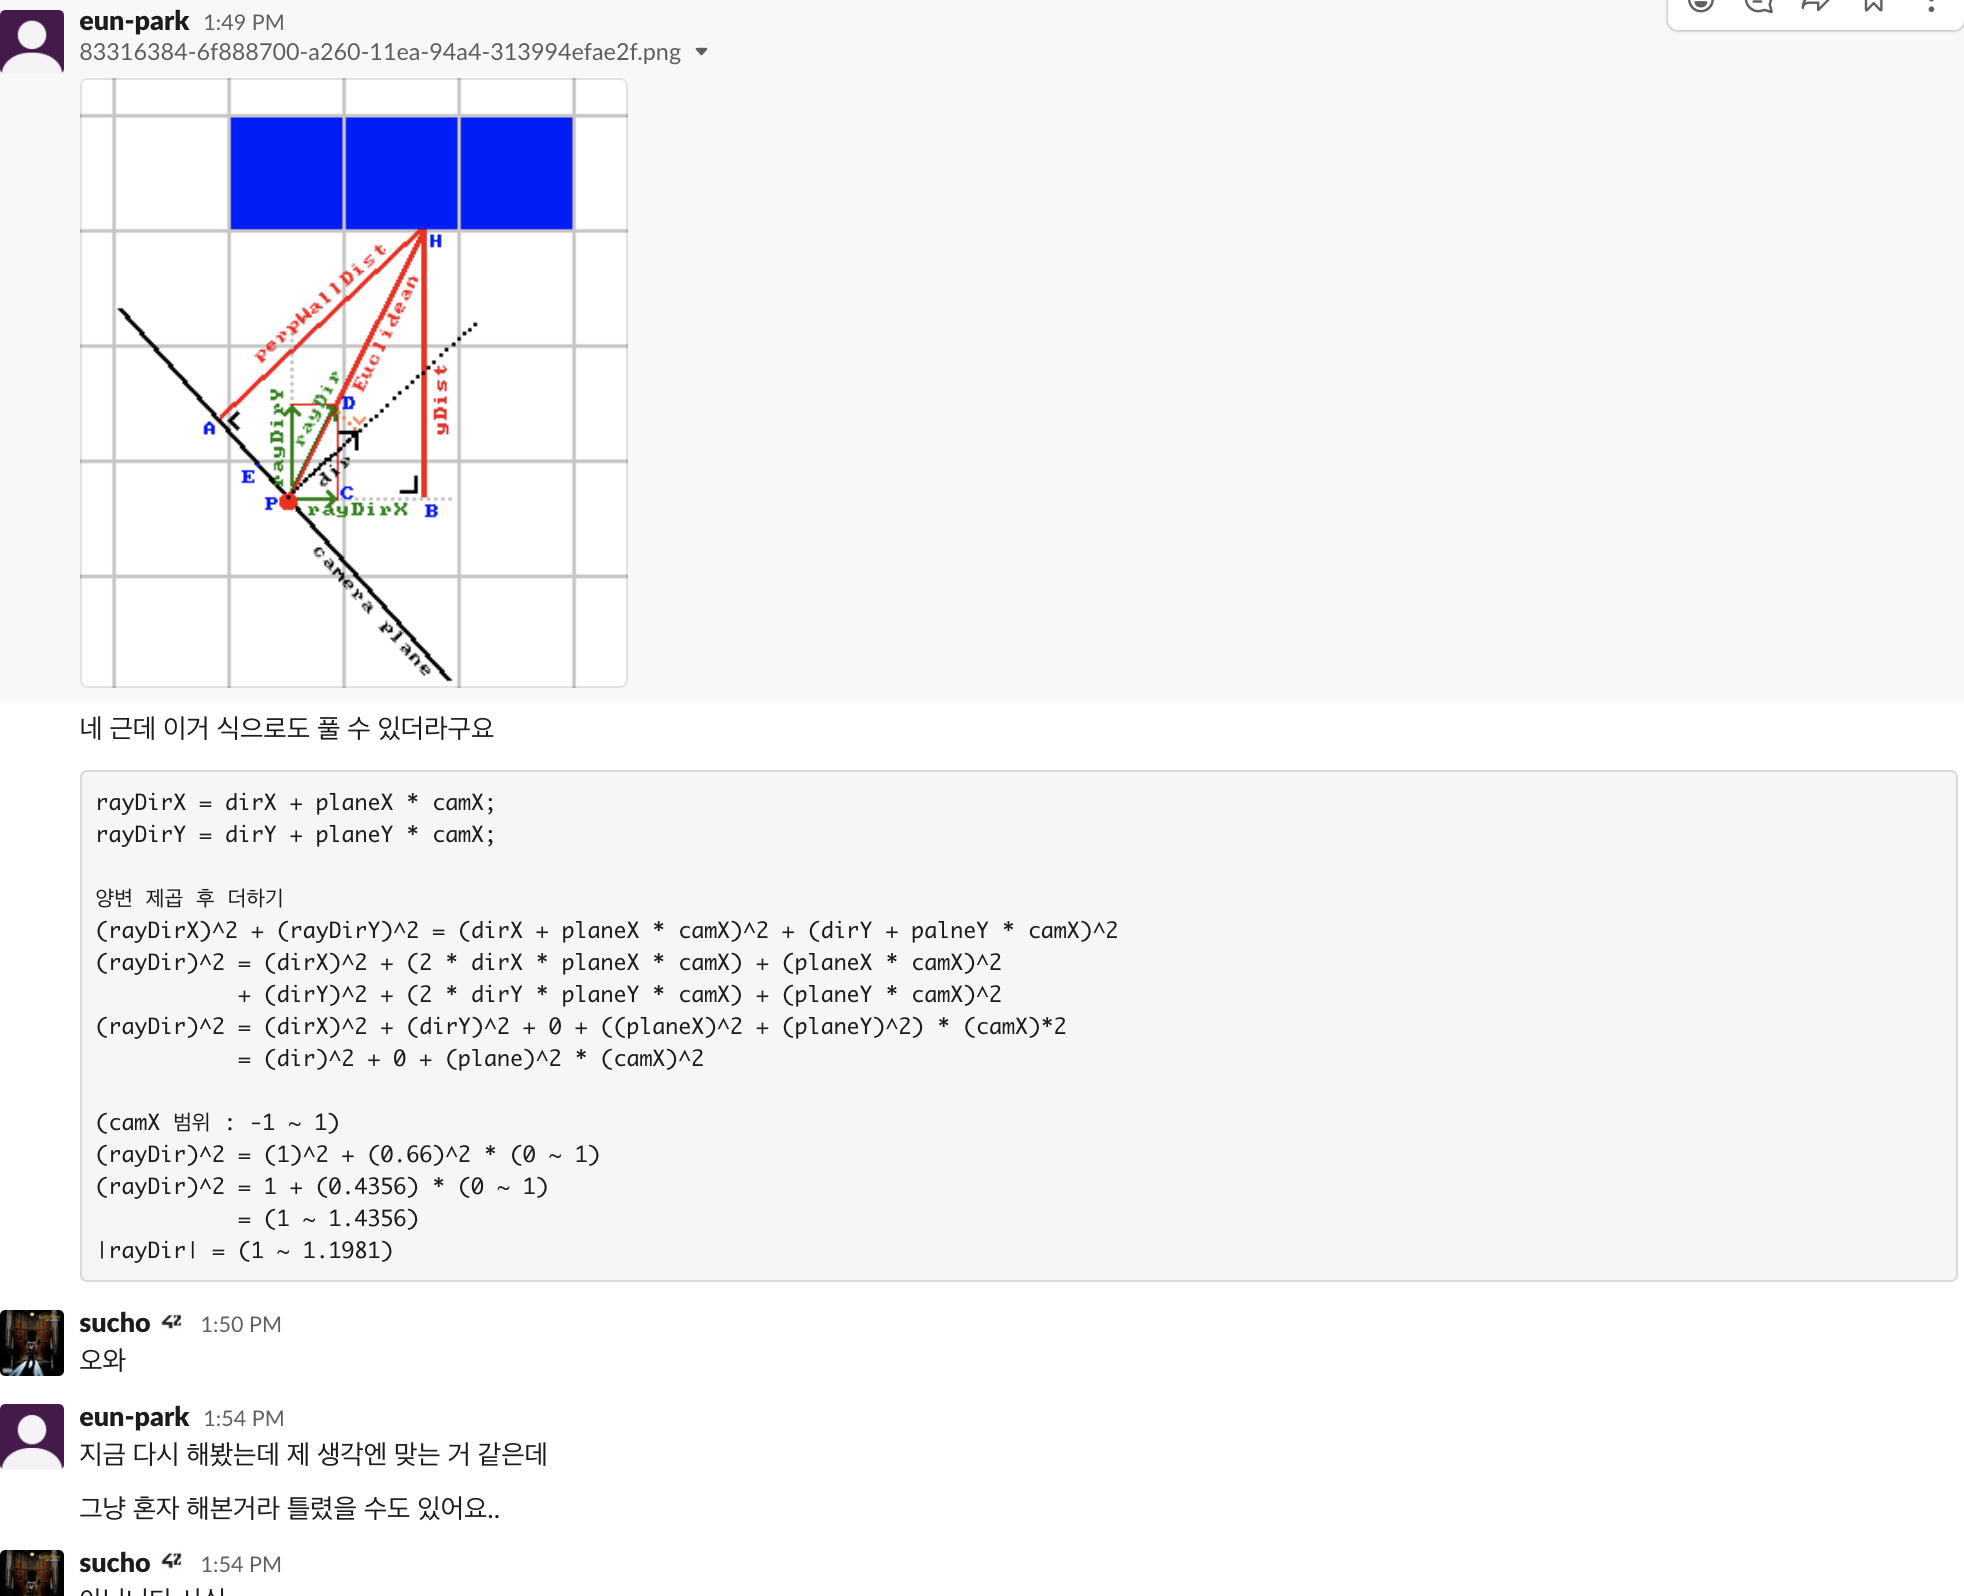 eun-park 1:49 PM
83316384-6f888700-a260-11ea-94a4-313994efae2f.png
H
perpWallDist
Euclidean
yDist
rayDirY
rayDir
D
A
dir
E
C
P
rayDirX
B
camera plane
네 근데 이거 식으로도 풀 수 있더라구요
rayDirX = dirX + planeX * camX;
rayDirY = dirY + planeY * camX;
양변 제곱 후 더하기
(rayDirX)^2 + (rayDirY)^2 = (dirX + planeX * camX)^2 + (dirY + palneY * camX)^2
(rayDir)^2 = (dirX)^2 + (2 * dirX * planeX * camX) + (planeX * camX)^2
+ (dirY)^2 + (2 * dirY * planeY * camX) + (planeY * camX)^2
(rayDir)^2 = (dirX)^2 + (dirY)^2 + 0 + ((planeX)^2 + (planeY)^2) * (camX)*2
= (dir)^2 + 0 + (plane)^2 * (camX)^2
(camX 범위 : -1 ~ 1)
(rayDir)^2 = (1)^2 + (0.66)^2 * (0 ~ 1)
(rayDir)^2 = 1 + (0.4356) * (0 ~ 1)
= (1 ~ 1.4356)
|rayDir| = (1 ~ 1.1981)
sucho 42 1:50 PM
오와
eun-park 1:54 PM
지금 다시 해봤는데 제 생각엔 맞는 거 같은데
그냥 혼자 해본거라 틀렸을 수도 있어요..
sucho 42 1:54 PM